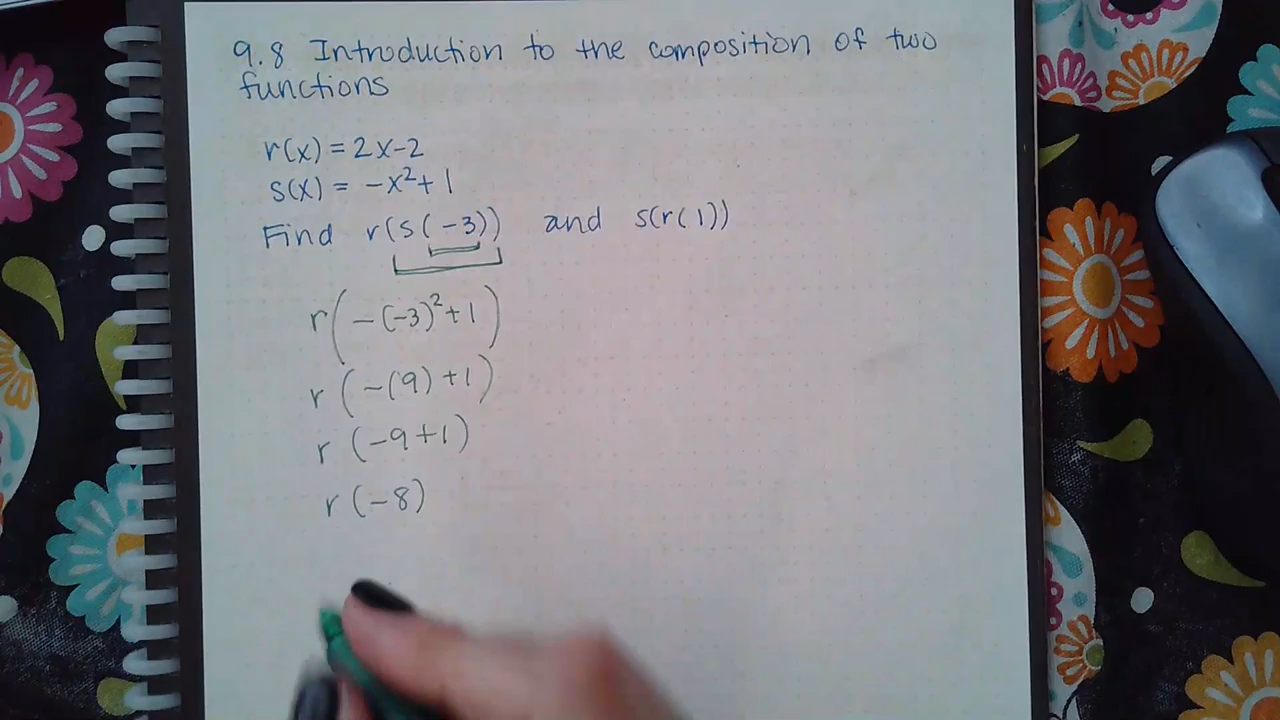 9.8 Introduction to the composition of two
functions
r(x) = 2x-2
s(x) = -x²+1
Find r(s(-3)) and s(r(1))
r(-(-3)²+1)
r(-(9)+1)
r(-9+1)
r(-8)